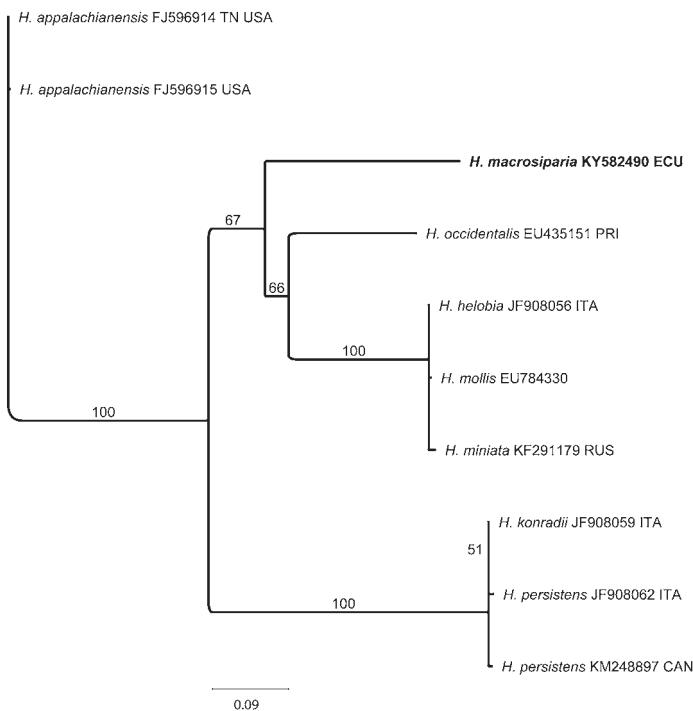 H. appalachianensis FJ596914 TN USA
H. appalachianensis FJ596915 USA
H. macrosiparia KY582490 ECU
67
H. occidentalis EU435151 PRI
66
H. helobia JF908056 ITA
100
H. mollis EU784330
100
H. miniata KF291179 RUS
H. konradii JF908059 ITA
51
H. persistens JF908062 ITA
100
H. persistens KM248897 CAN
0.09